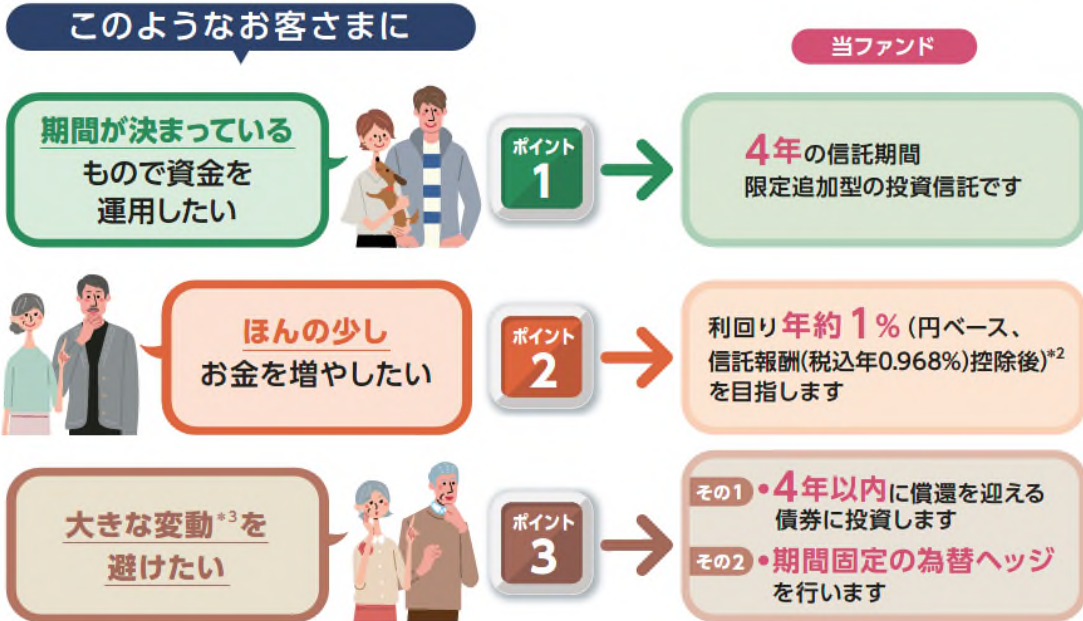 このようなお客さまに
当ファンド
期間が決まっている
もので資金を
運用したい
ポイント
1
4年の信託期間
限定追加型の投資信託です
ほんの少し
お金を増やしたい
ポイント
2
利回り年約1%(円ベース、
信託報酬(税込年0.968%)控除後)*2
を目指します
大きな変動*3を
避けたい
ポイント
3
その1 •4年以内に償還を迎える
債券に投資します
その2 •期間固定の為替ヘッジ
を行います